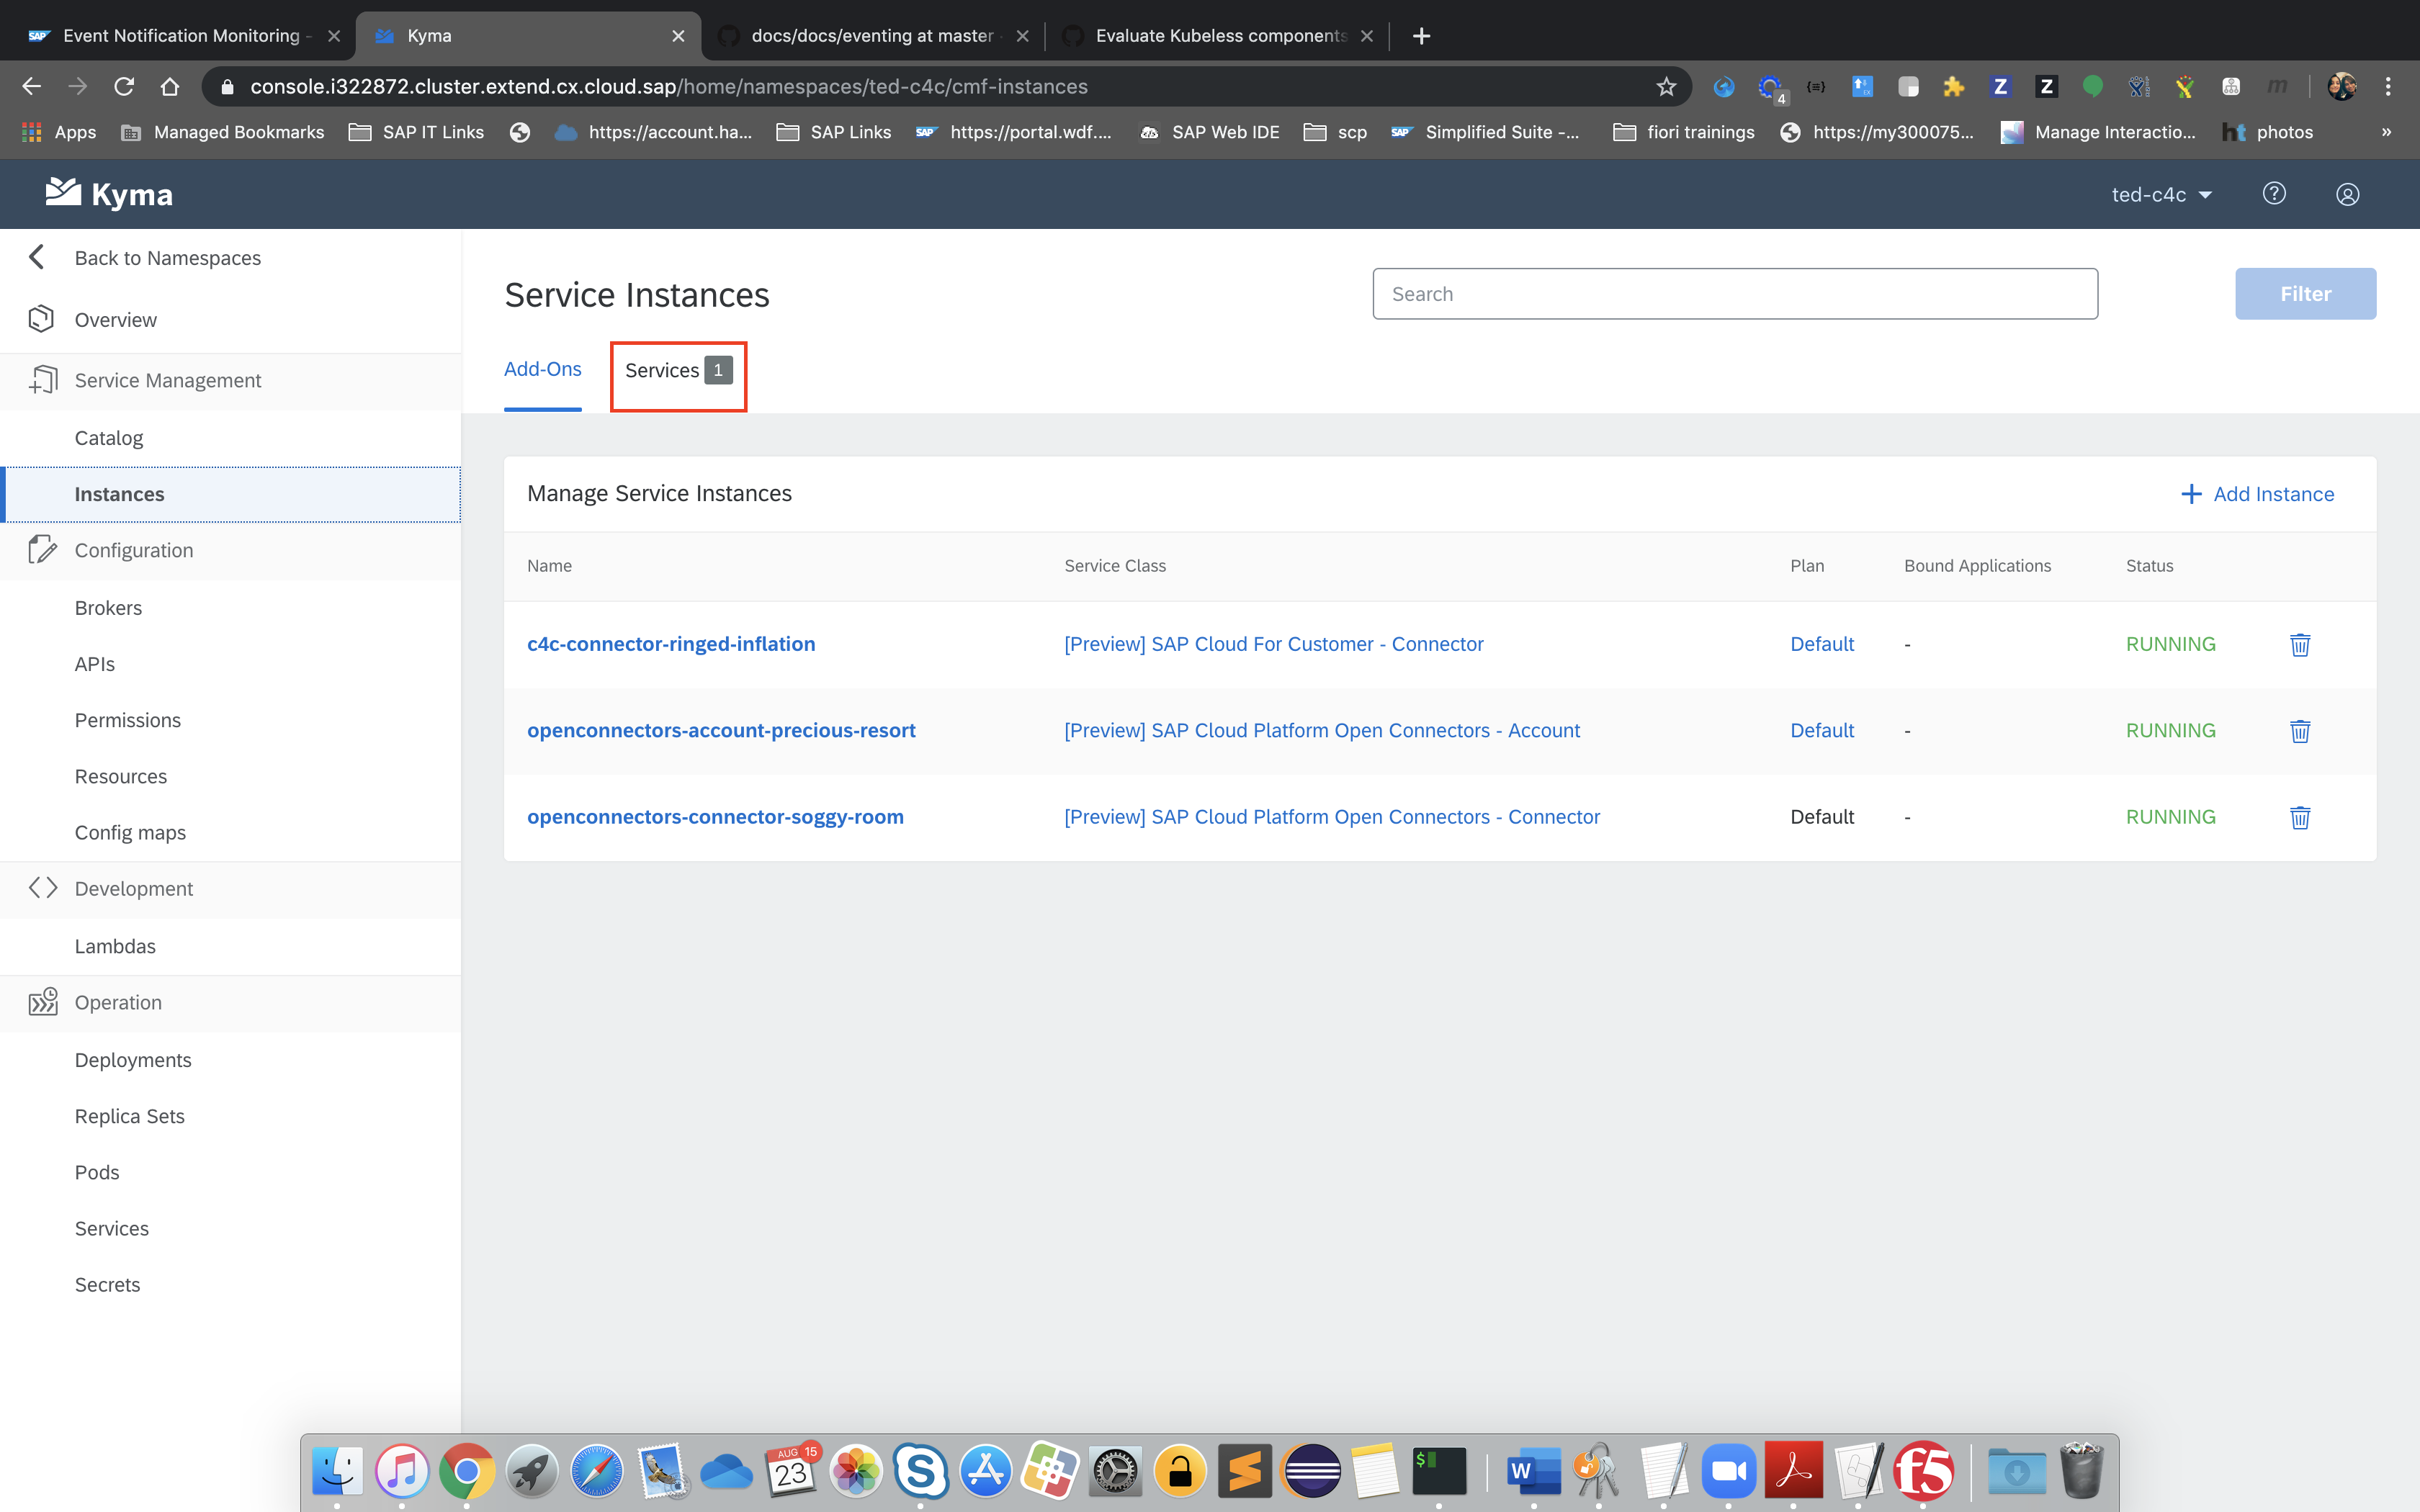 SAP Event Notification Monitoring -
Kyma
docs/docs/eventing at master
Evaluate Kubeless components
console.i322872.cluster.extend.cx.cloud.sap/home/namespaces/ted-c4c/cmf-instances
4
Z
Z
m
Apps
Managed Bookmarks
SAP IT Links
https://account.ha...
SAP Links
SAP https://portal.wdf....
SAP Web IDE
scp
SAP Simplified Suite -...
fiori trainings
https://my300075...
Manage Interactio...
ht photos
»
Kyma
ted-c4c
?
Back to Namespaces
Overview
Service Management
Catalog
Instances
Configuration
Brokers
APIs
Permissions
Resources
Config maps
Development
Lambdas
Operation
Deployments
Replica Sets
Pods
Services
Secrets
Service Instances
Search
Filter
Add-Ons
Services 1
Manage Service Instances
+ Add Instance
Name Service Class Plan Bound Applications Status
c4c-connector-ringed-inflation [Preview] SAP Cloud For Customer - Connector Default - RUNNING
openconnectors-account-precious-resort [Preview] SAP Cloud Platform Open Connectors - Account Default - RUNNING
openconnectors-connector-soggy-room [Preview] SAP Cloud Platform Open Connectors - Connector Default - RUNNING
AUG 15
23
S
$
W
f5